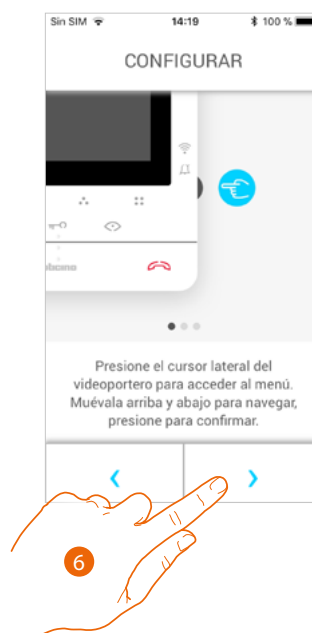 Sin SIM 14:19 100 %
CONFIGURAR
Presione el cursor lateral del
videoportero para acceder al menú.
Muévala arriba y abajo para navegar,
presione para confirmar.
6